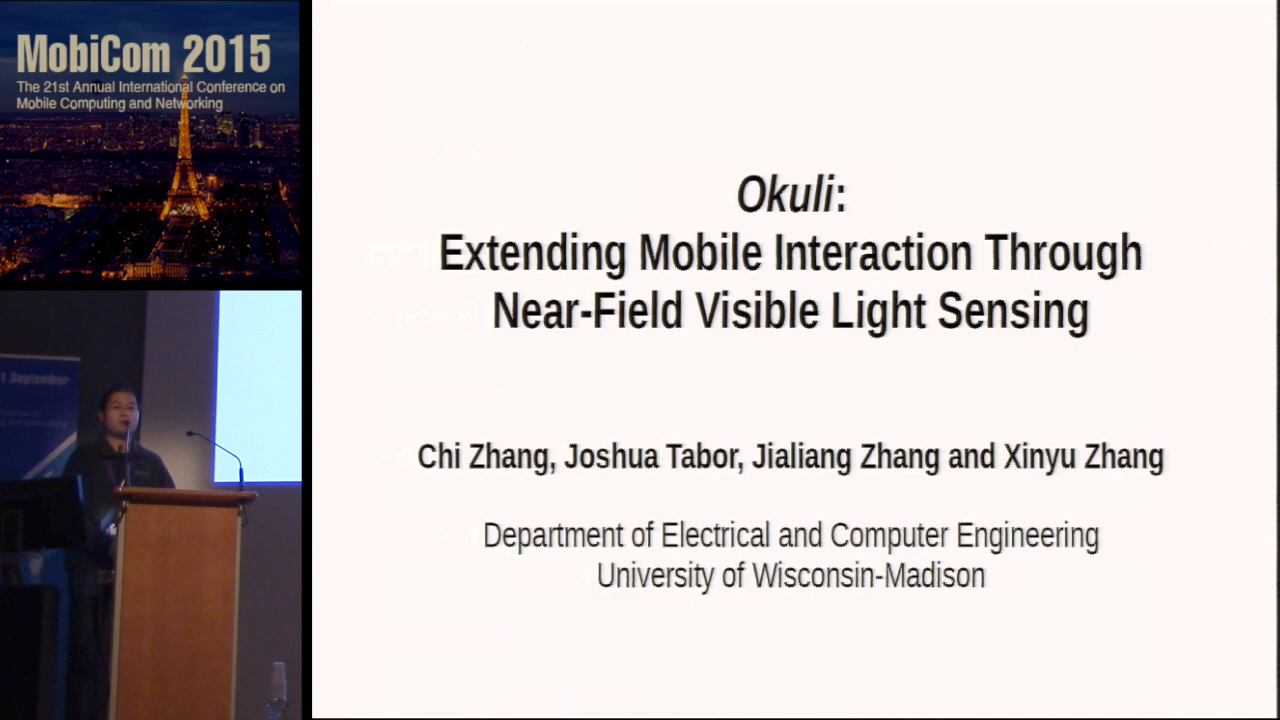 MobiCom 2015
The 21st Annual International Conference on
Mobile Computing and Networking
1 September
Okuli:
Extending Mobile Interaction Through
Near-Field Visible Light Sensing
Chi Zhang, Joshua Tabor, Jialiang Zhang and Xinyu Zhang
Department of Electrical and Computer Engineering
University of Wisconsin-Madison